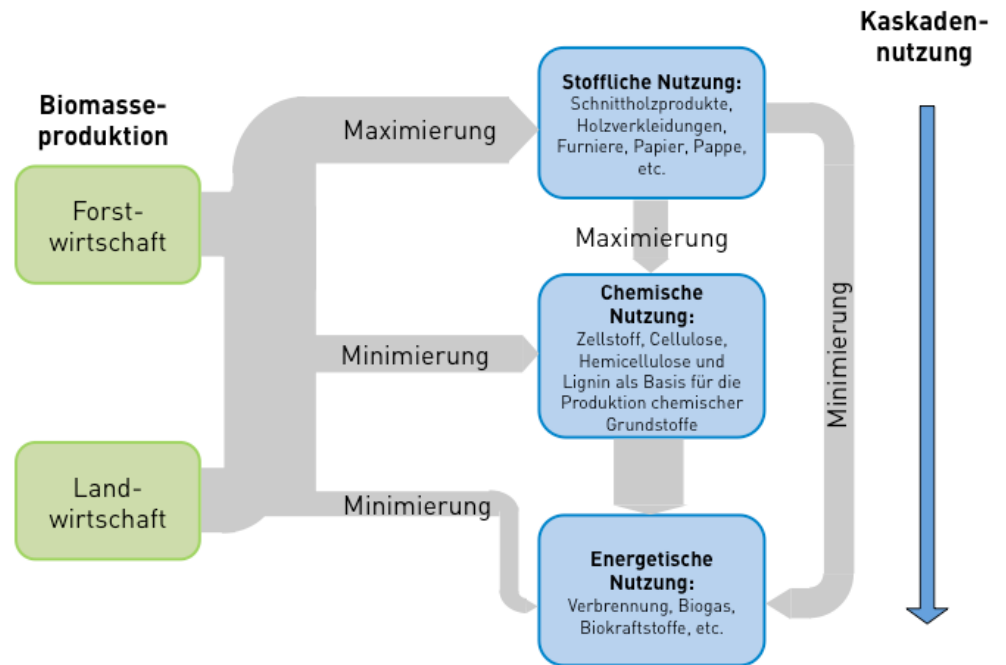 Kaskaden-
nutzung
Biomasse-
produktion
Forst-
wirtschaft
Land-
wirtschaft
Maximierung
Minimierung
Minimierung
Stoffliche Nutzung:
Schnittholzprodukte,
Holzverkleidungen,
Furniere, Papier, Pappe,
etc.
Maximierung
Chemische
Nutzung:
Zellstoff, Cellulose,
Hemicellulose und
Lignin als Basis für die
Produktion chemischer
Grundstoffe
Energetische
Nutzung:
Verbrennung, Biogas,
Biokraftstoffe, etc.
Minimierung